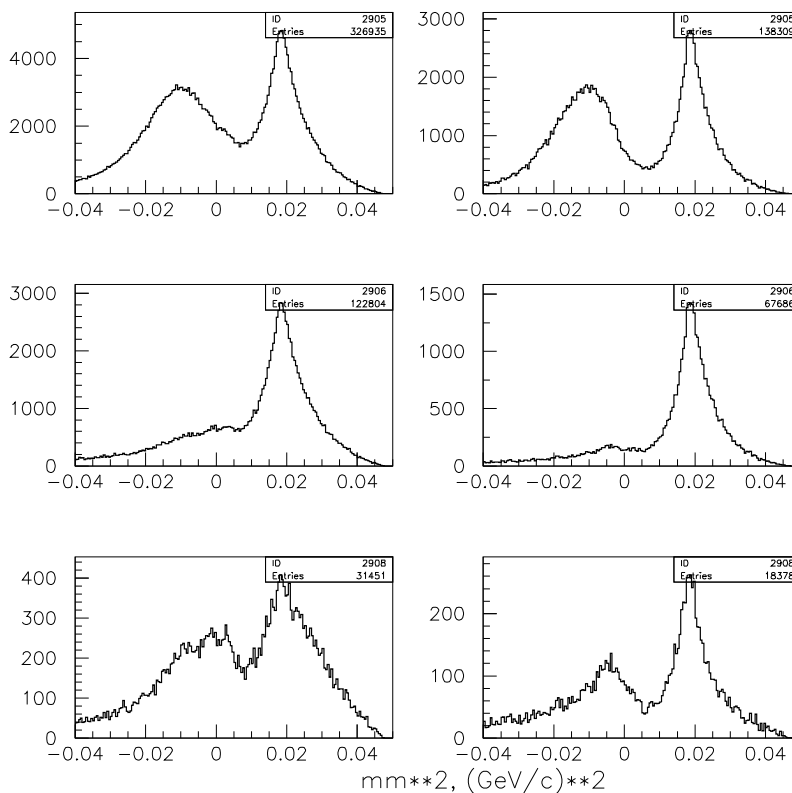 ID 2905
Entries 326935
4000
2000
0
−0.04 −0.02 0 0.02 0.04
ID 2905
Entries 138309
3000
2000
1000
0
−0.04 −0.02 0 0.02 0.04
ID 2906
Entries 122804
3000
2000
1000
0
−0.04 −0.02 0 0.02 0.04
ID 2906
Entries 67686
1500
1000
500
0
−0.04 −0.02 0 0.02 0.04
ID 2908
Entries 31451
400
300
200
100
0
−0.04 −0.02 0 0.02 0.04
ID 2908
Entries 18378
200
100
0
−0.04 −0.02 0 0.02 0.04
mm**2, (GeV/c)**2